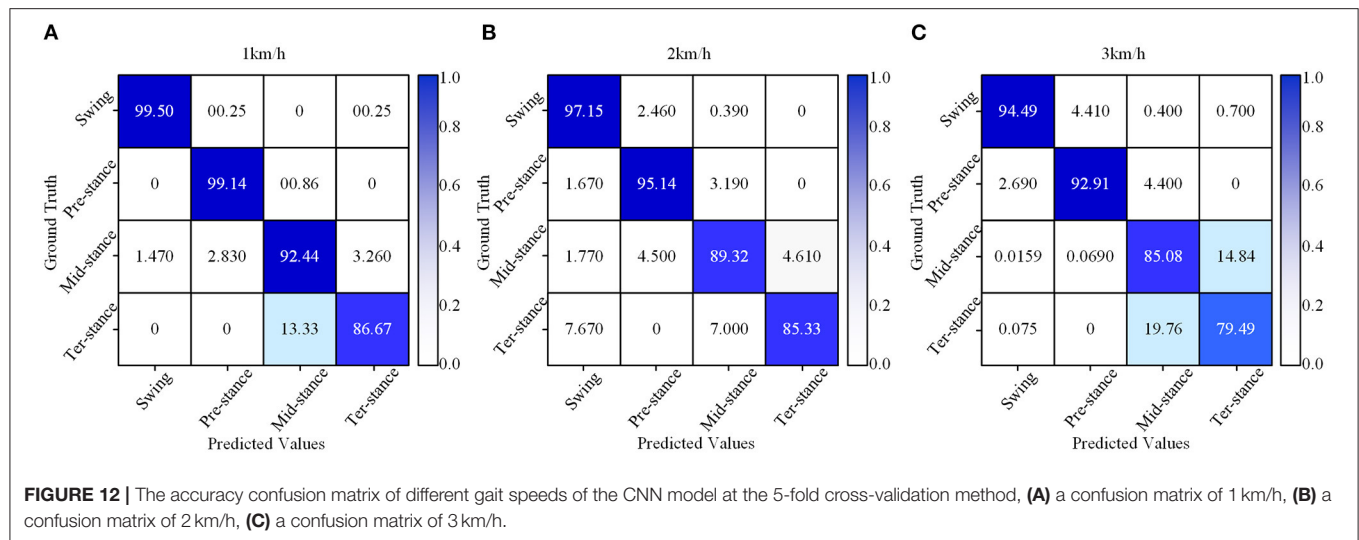 A
1km/h
Ground Truth
Swing
99.50 00.25 0 00.25
Pre-stance
0 99.14 00.86 0
Mid-stance
1.470 2.830 92.44 3.260
Ter-stance
0 0 13.33 86.67
Swing Pre-stance Mid-stance Ter-stance
Predicted Values
1.0
0.8
0.6
0.4
0.2
0.0
B
2km/h
Ground Truth
Swing
97.15 2.460 0.390 0
Pre-stance
1.670 95.14 3.190 0
Mid-stance
1.770 4.500 89.32 4.610
Ter-stance
7.670 0 7.000 85.33
Swing Pre-stance Mid-stance Ter-stance
Predicted Values
1.0
0.8
0.6
0.4
0.2
0.0
C
3km/h
Ground Truth
Swing
94.49 4.410 0.400 0.700
Pre-stance
2.690 92.91 4.400 0
Mid-stance
0.0159 0.0690 85.08 14.84
Ter-stance
0.075 0 19.76 79.49
Swing Pre-stance Mid-stance Ter-stance
Predicted Values
1.0
0.8
0.6
0.4
0.2
0.0
FIGURE 12 | The accuracy confusion matrix of different gait speeds of the CNN model at the 5-fold cross-validation method, (A) a confusion matrix of 1 km/h, (B) a
confusion matrix of 2 km/h, (C) a confusion matrix of 3 km/h.